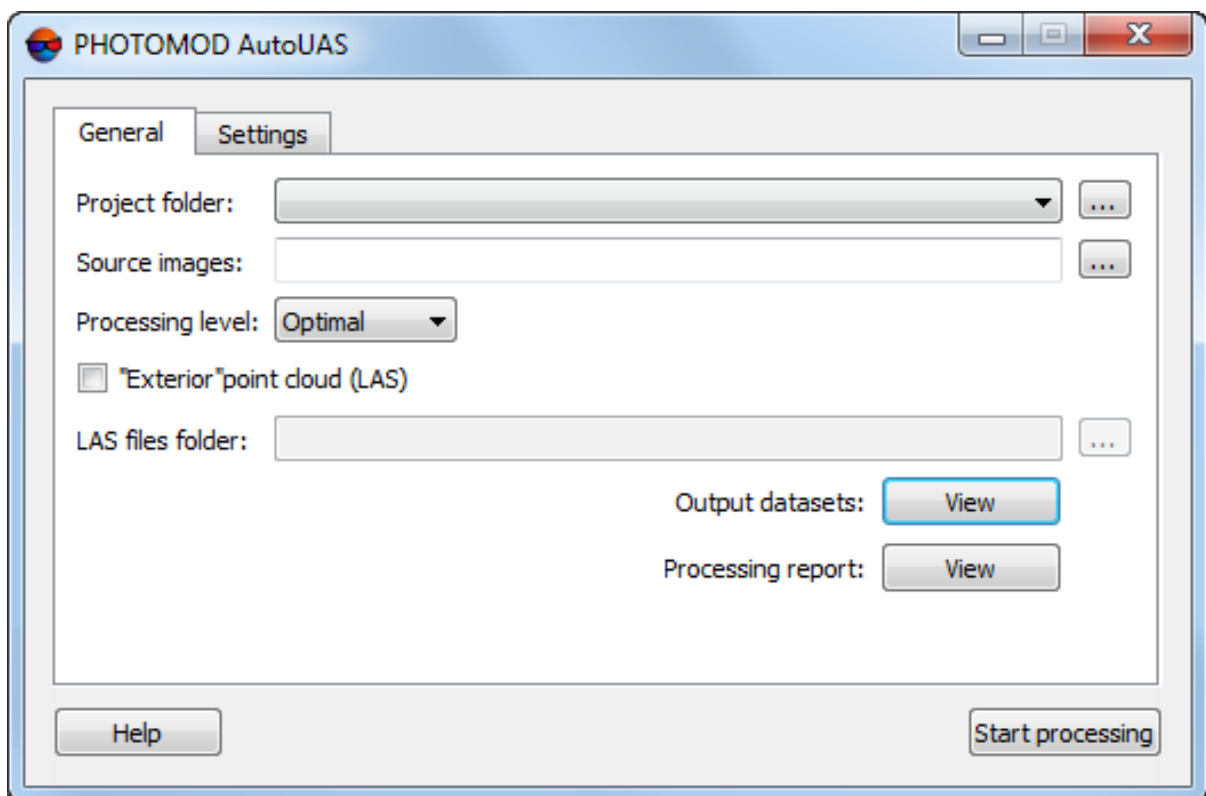 PHOTOMOD AutoUAS
General Settings
Project folder: ...
Source images: ...
Processing level: Optimal
"Exterior"point cloud (LAS)
LAS files folder: ...
Output datasets: View
Processing report: View
Help Start processing